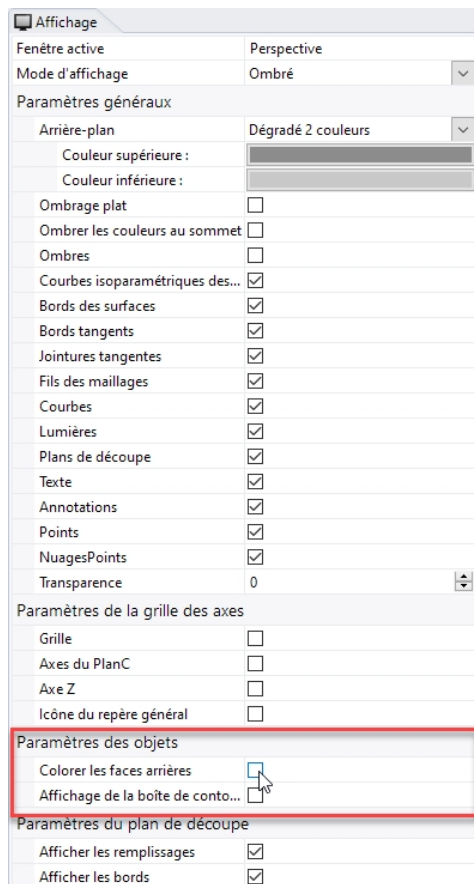 Affichage
Fenêtre active Perspective
Mode d'affichage Ombré
Paramètres généraux
Arrière-plan Dégradé 2 couleurs
Couleur supérieure :
Couleur inférieure :
Ombrage plat
Ombrer les couleurs au sommet
Ombres
Courbes isoparamétriques des...
Bords des surfaces
Bords tangents
Jointures tangentes
Fils des maillages
Courbes
Lumières
Plans de découpe
Texte
Annotations
Points
NuagesPoints
Transparence 0
Paramètres de la grille des axes
Grille
Axes du PlanC
Axe Z
Icône du repère général
Paramètres des objets
Colorer les faces arrières
Affichage de la boîte de conto...
Paramètres du plan de découpe
Afficher les remplissages
Afficher les bords